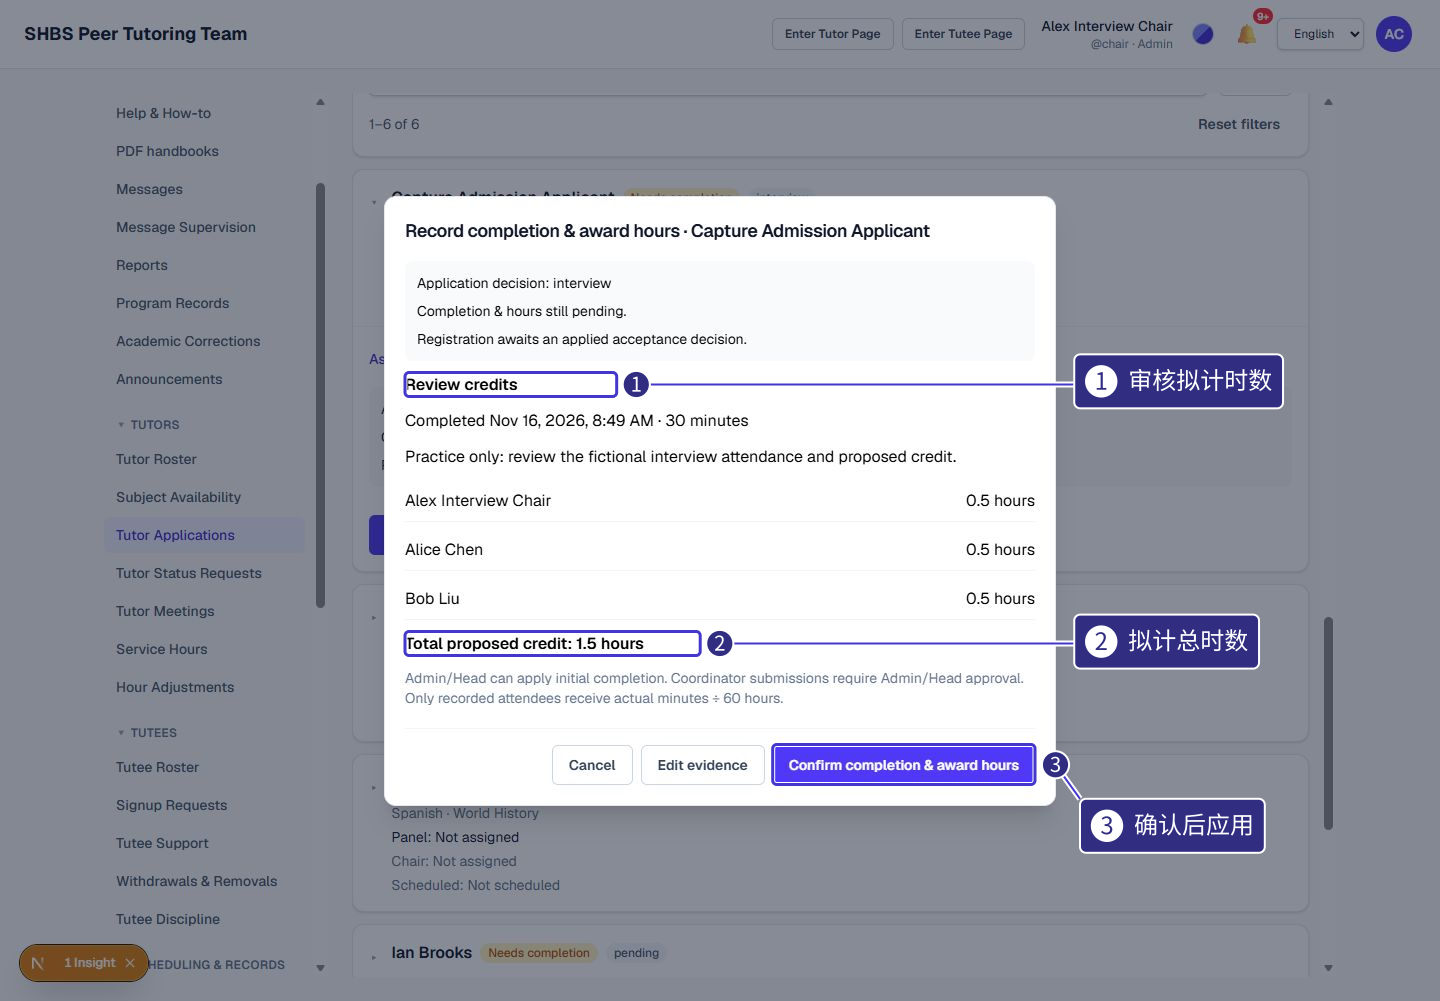 SHBS Peer Tutoring Team
Enter Tutor Page
Enter Tutee Page
Alex Interview Chair
@chair · Admin
9+
English
AC
Help & How-to
PDF handbooks
Messages
Message Supervision
Reports
Program Records
Academic Corrections
Announcements
TUTORS
Tutor Roster
Subject Availability
Tutor Applications
Tutor Status Requests
Tutor Meetings
Service Hours
Hour Adjustments
TUTEES
Tutee Roster
Signup Requests
Tutee Support
Withdrawals & Removals
Tutee Discipline
HEDULING & RECORDS
N
1 Insight ×
1–6 of 6
Reset filters
Capture Admission Applicant Needs completion interview
As
Record completion & award hours · Capture Admission Applicant
Application decision: interview
Completion & hours still pending.
Registration awaits an applied acceptance decision.
Review credits
1
1 审核拟计时数
Completed Nov 16, 2026, 8:49 AM · 30 minutes
Practice only: review the fictional interview attendance and proposed credit.
Alex Interview Chair 0.5 hours
Alice Chen 0.5 hours
Bob Liu 0.5 hours
Total proposed credit: 1.5 hours
2
2 拟计总时数
Admin/Head can apply initial completion. Coordinator submissions require Admin/Head approval.
Only recorded attendees receive actual minutes ÷ 60 hours.
Cancel
Edit evidence
Confirm completion & award hours
3
3 确认后应用
Spanish · World History
Panel: Not assigned
Chair: Not assigned
Scheduled: Not scheduled
Ian Brooks Needs completion pending